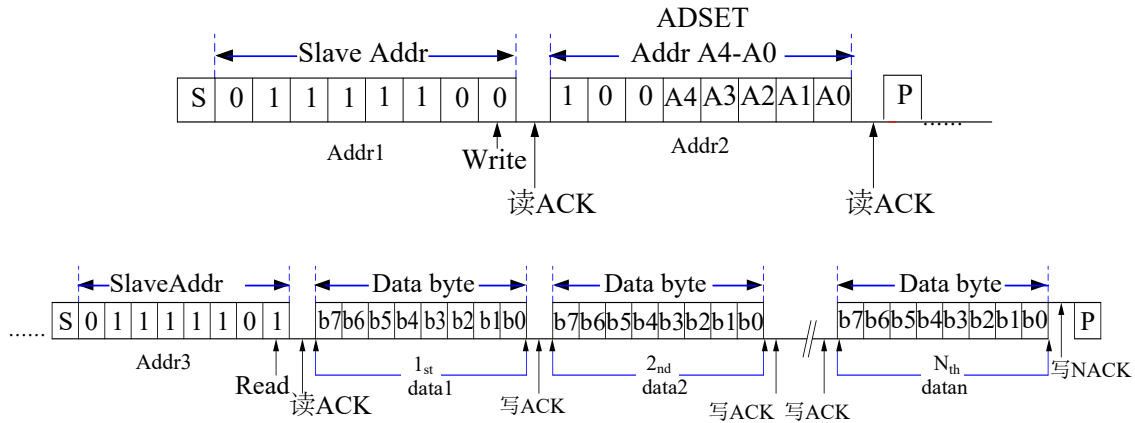 ADSET
Slave Addr Addr A4-A0
S 0 1 1 1 1 1 0 0 1 0 0 A4 A3 A2 A1 A0 P ......
Addr1 Write Addr2
读ACK 读ACK
SlaveAddr Data byte Data byte Data byte
...... S 0 1 1 1 1 1 0 1 b7 b6 b5 b4 b3 b2 b1 b0 b7 b6 b5 b4 b3 b2 b1 b0 b7 b6 b5 b4 b3 b2 b1 b0 P
Addr3 1st 2nd Nth 写NACK
Read data1 data2 datan
读ACK 写ACK 写ACK 写ACK